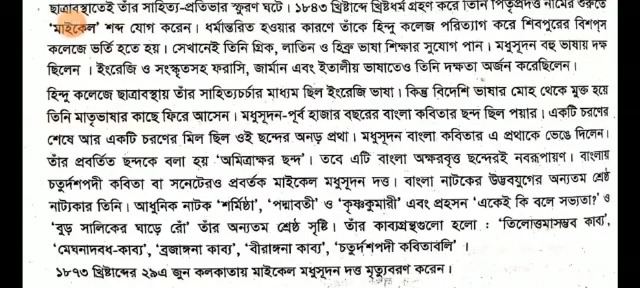 ছাত্রাবস্থাতেই তাঁর সাহিত্য-প্রতিভার স্ফুরণ ঘটে। ১৮৪৩ খ্রিষ্টাব্দে খ্রিষ্টধর্ম গ্রহণ করে তিনি পিতৃপ্রদত্ত নামের শুরুতে
‘মাইকেল’ শব্দ যোগ করেন। ধর্মান্তরিত হওয়ার কারণে তাঁকে হিন্দু কলেজ পরিত্যাগ করে শিবপুরের বিশপ্‌স
কলেজে ভর্তি হতে হয়। সেখানেই তিনি গ্রিক, লাতিন ও হিব্রু ভাষা শিক্ষার সুযোগ পান। মধুসূদন বহু ভাষায় দক্ষ
ছিলেন। ইংরেজি ও সংস্কৃতসহ ফরাসি, জার্মান এবং ইতালীয় ভাষাতেও তিনি দক্ষতা অর্জন করেছিলেন।
হিন্দু কলেজে ছাত্রাবস্থায় তাঁর সাহিত্যচর্চার মাধ্যম ছিল ইংরেজি ভাষা। কিন্তু বিদেশি ভাষার মোহ থেকে মুক্ত হয়ে
তিনি মাতৃভাষার কাছে ফিরে আসেন। মধুসূদন-পূর্ব হাজার বছরের বাংলা কবিতার ছন্দ ছিল পয়ার। একটি চরণের
শেষে আর একটি চরণের মিল ছিল ওই ছন্দের অনড় প্রথা। মধুসূদন বাংলা কবিতার এ প্রথাকে ভেঙে দিলেন।
তাঁর প্রবর্তিত ছন্দকে বলা হয় ‘অমিত্রাক্ষর ছন্দ’। তবে এটি বাংলা অক্ষরবৃত্ত ছন্দেরই নবরূপায়ণ। বাংলায়
চতুর্দশপদী কবিতা বা সনেটেরও প্রবর্তক মাইকেল মধুসূদন দত্ত। বাংলা নাটকের উদ্ভবযুগের অন্যতম শ্রেষ্ঠ
নাট্যকার তিনি। আধুনিক নাটক ‘শর্মিষ্ঠা’, ‘পদ্মাবতী’ ও ‘কৃষ্ণকুমারী’ এবং প্রহসন ‘একেই কি বলে সভ্যতা?’ ও
‘বুড় সালিকের ঘাড়ে রোঁ’ তাঁর অন্যতম শ্রেষ্ঠ সৃষ্টি। তাঁর কাব্যগ্রন্থগুলো হলো : ‘তিলোত্তমাসম্ভব কাব্য’,
‘মেঘনাদবধ-কাব্য’, ‘ব্রজাঙ্গনা কাব্য’, ‘বীরাঙ্গনা কাব্য’, ‘চতুর্দশপদী কবিতাবলি’ ।
১৮৭৩ খ্রিষ্টাব্দের ২৯এ জুন কলকাতায় মাইকেল মধুসূদন দত্ত মৃত্যুবরণ করেন।